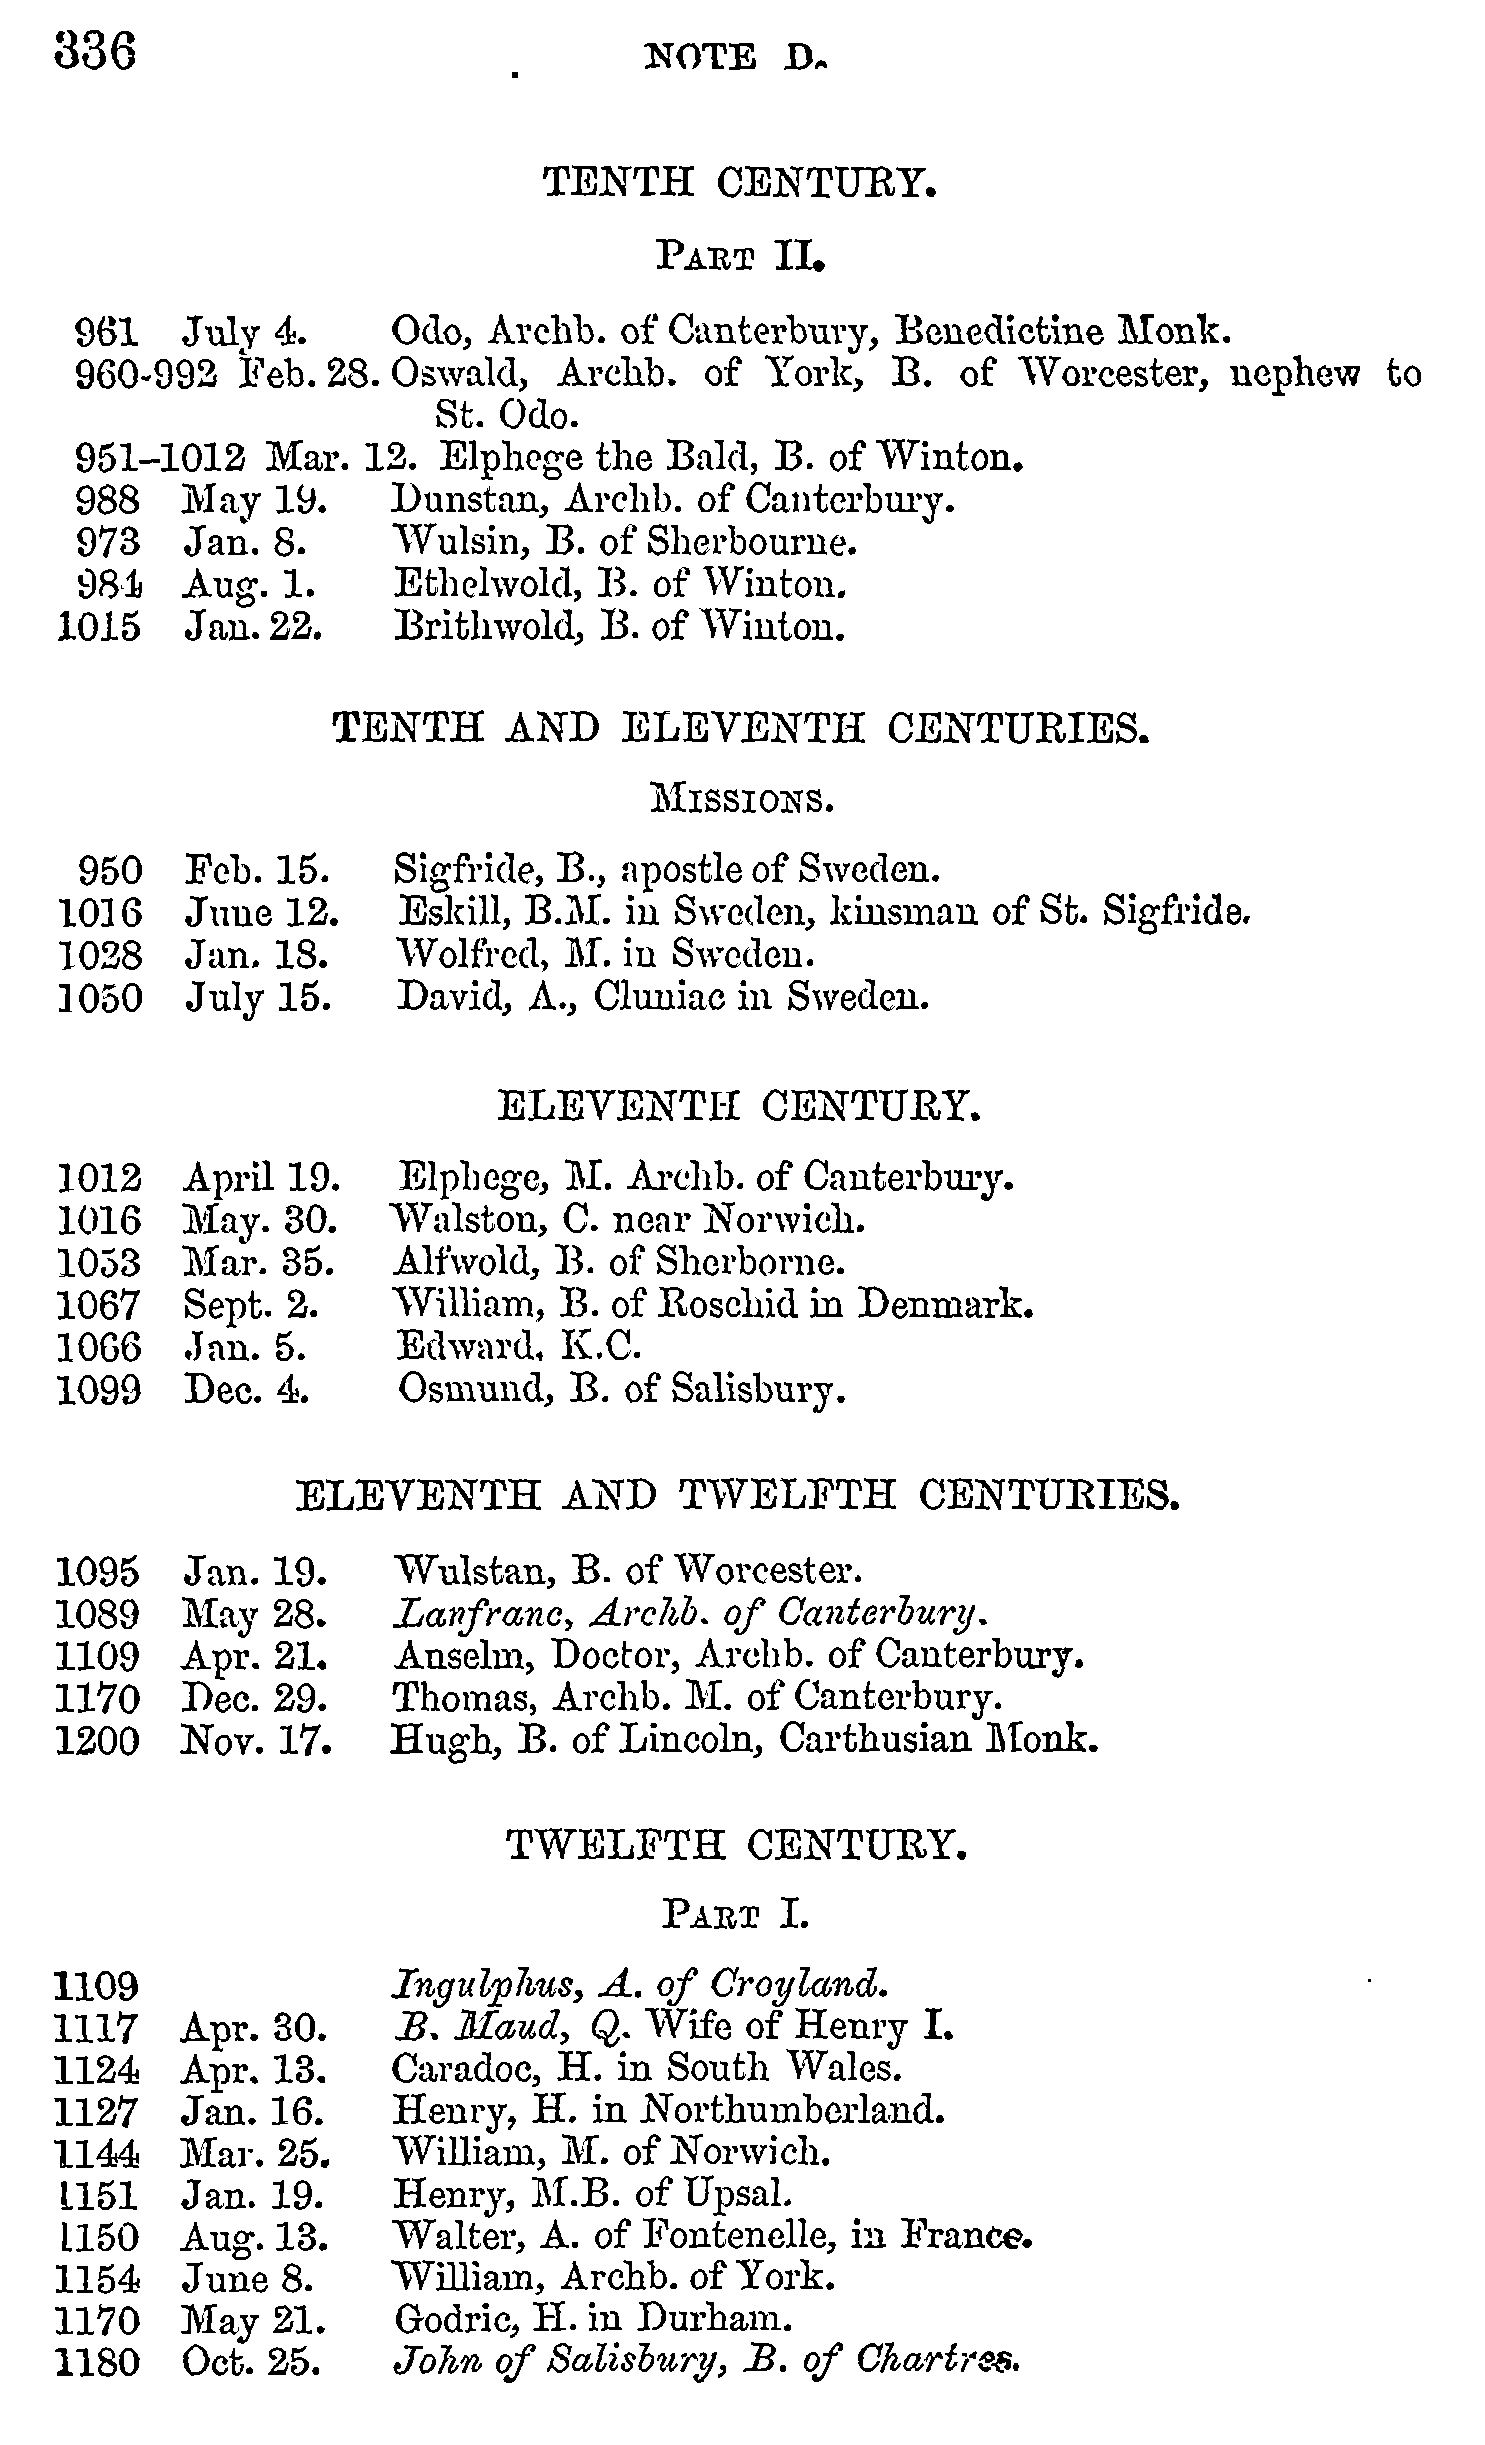 336 NOTE D.
TENTH CENTURY.
PART II.
961 July 4. Odo, Archb. of Canterbury, Benedictine Monk.
960-992 Feb. 28. Oswald, Archb. of York, B. of Worcester, nephew to
St. Odo.
951-1012 Mar. 12. Elphege the Bald, B. of Winton.
988 May 19. Dunstan, Archb. of Canterbury.
973 Jan. 8. Wulsin, B. of Sherbourne.
984 Aug. 1. Ethelwold, B. of Winton.
1015 Jan. 22. Brithwold, B. of Winton.
TENTH AND ELEVENTH CENTURIES.
MISSIONS.
950 Feb. 15. Sigfride, B., apostle of Sweden.
1016 June 12. Eskill, B.M. in Sweden, kinsman of St. Sigfride.
1028 Jan. 18. Wolfred, M. in Sweden.
1050 July 15. David, A., Cluniac in Sweden.
ELEVENTH CENTURY.
1012 April 19. Elphege, M. Archb. of Canterbury.
1016 May. 30. Walston, C. near Norwich.
1053 Mar. 35. Alfwold, B. of Sherborne.
1067 Sept. 2. William, B. of Roschid in Denmark.
1066 Jan. 5. Edward, K.C.
1099 Dec. 4. Osmund, B. of Salisbury.
ELEVENTH AND TWELFTH CENTURIES.
1095 Jan. 19. Wulstan, B. of Worcester.
1089 May 28. Lanfranc, Archb. of Canterbury.
1109 Apr. 21. Anselm, Doctor, Archb. of Canterbury.
1170 Dec. 29. Thomas, Archb. M. of Canterbury.
1200 Nov. 17. Hugh, B. of Lincoln, Carthusian Monk.
TWELFTH CENTURY.
PART I.
1109 Ingulphus, A. of Croyland.
1117 Apr. 30. B. Maud, Q. Wife of Henry I.
1124 Apr. 13. Caradoc, H. in South Wales.
1127 Jan. 16. Henry, H. in Northumberland.
1144 Mar. 25. William, M. of Norwich.
1151 Jan. 19. Henry, M.B. of Upsal.
1150 Aug. 13. Walter, A. of Fontenelle, in France.
1154 June 8. William, Archb. of York.
1170 May 21. Godric, H. in Durham.
1180 Oct. 25. John of Salisbury, B. of Chartres.